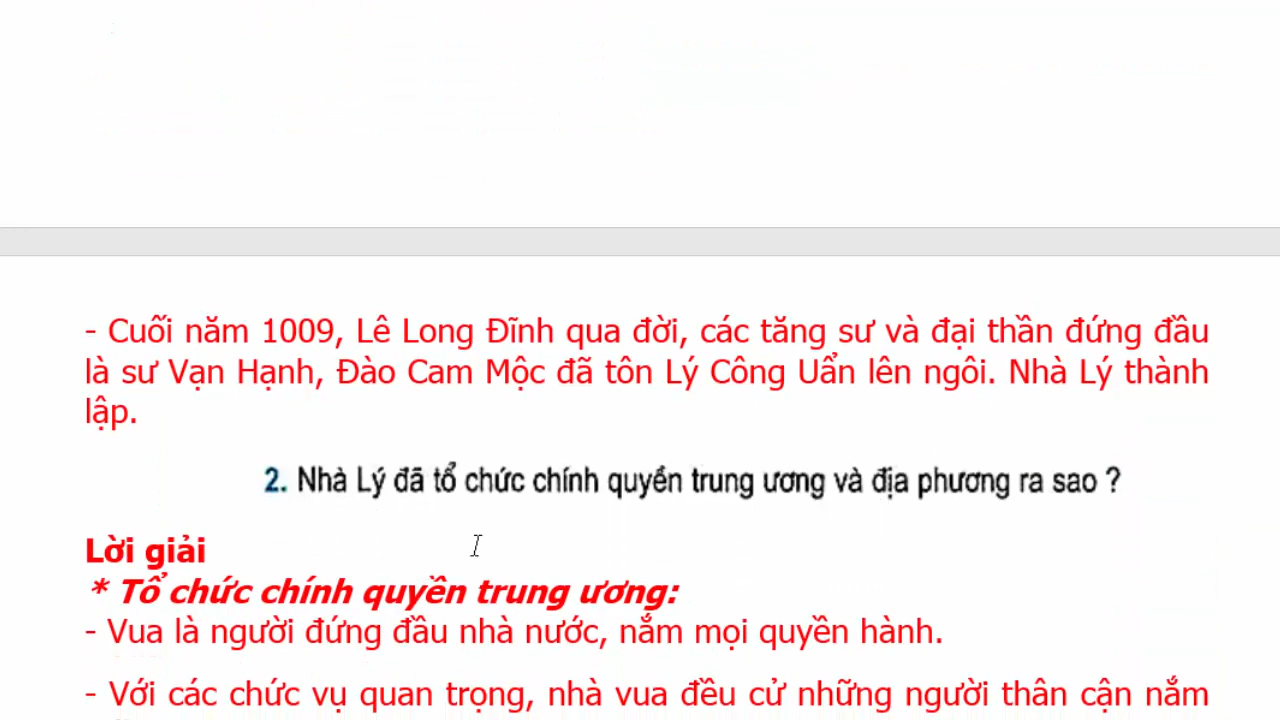 - Cuối năm 1009, Lê Long Đĩnh qua đời, các tăng sư và đại thần đứng đầu
là sư Vạn Hạnh, Đào Cam Mộc đã tôn Lý Công Uẩn lên ngôi. Nhà Lý thành
lập.
2. Nhà Lý đã tổ chức chính quyền trung ương và địa phương ra sao ?
Lời giải
* Tổ chức chính quyền trung ương:
- Vua là người đứng đầu nhà nước, nắm mọi quyền hành.
- Với các chức vụ quan trọng, nhà vua đều cử những người thân cận nắm